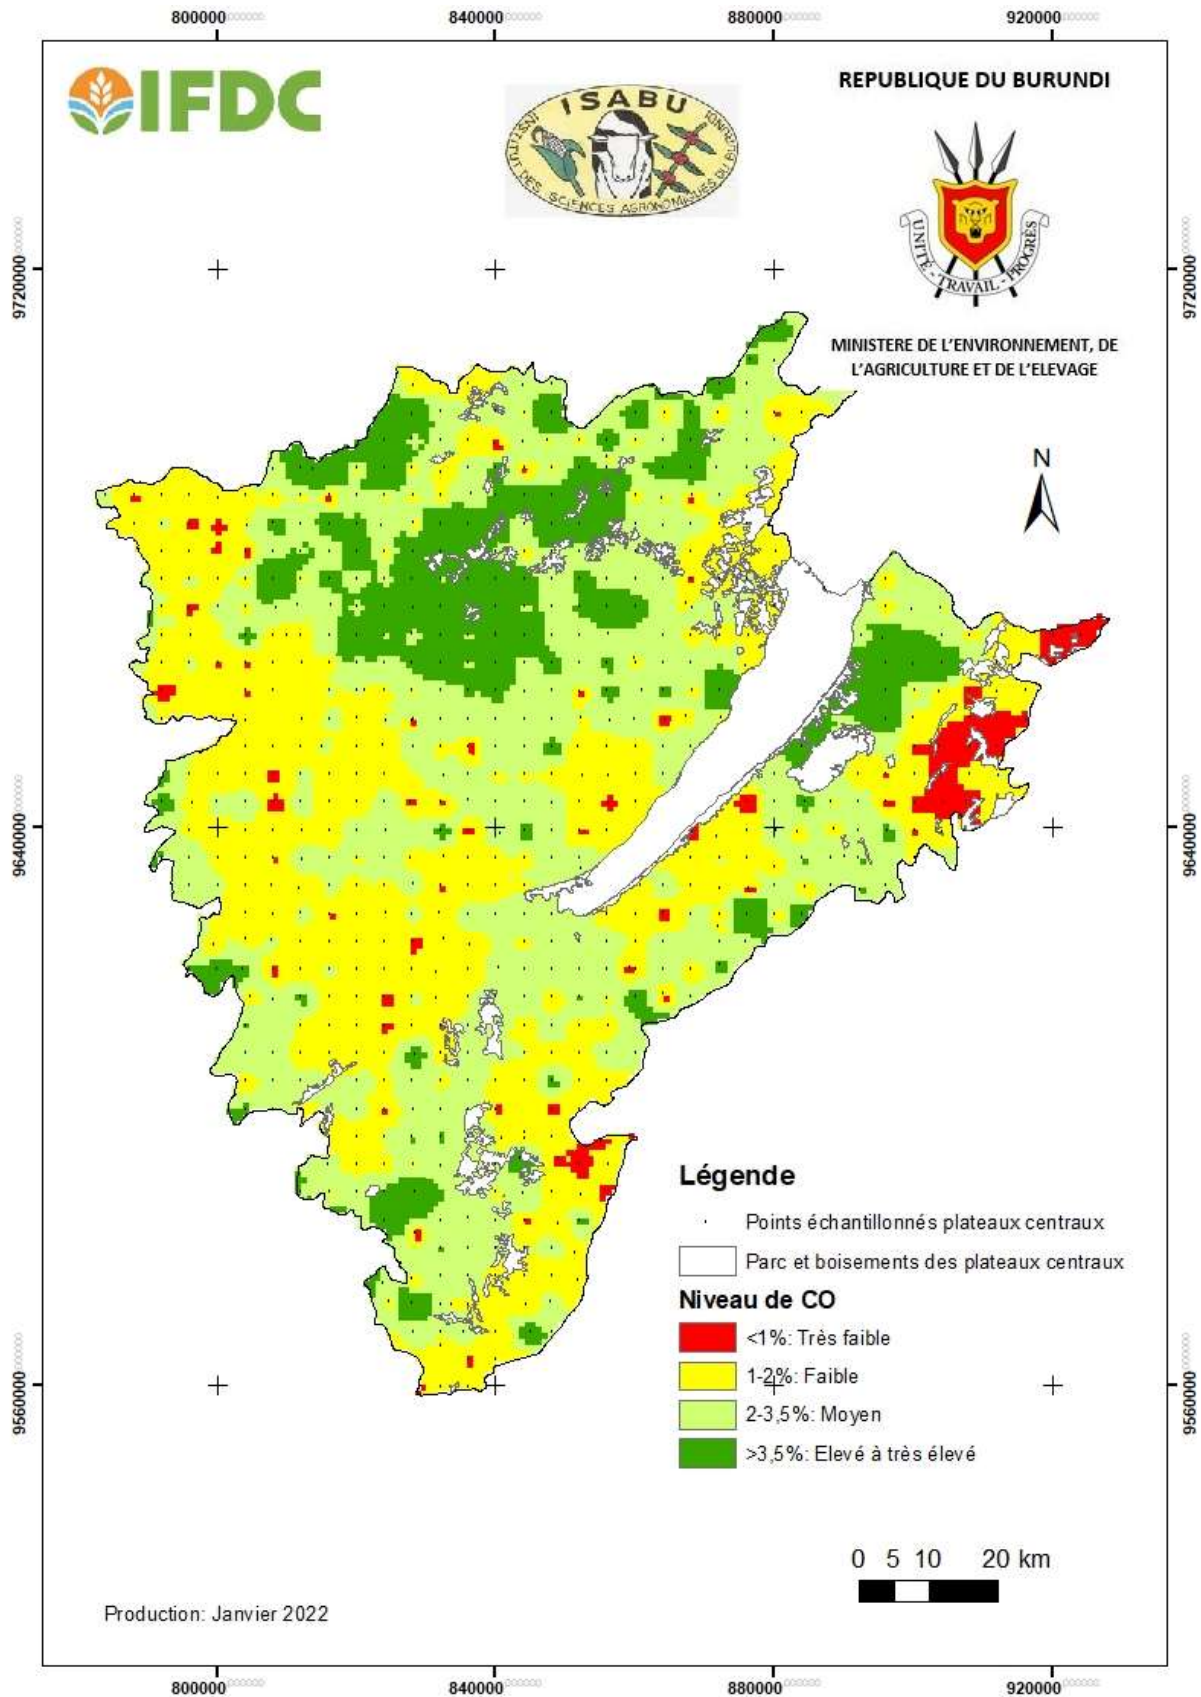 800000 840000 880000 920000
IFDC
ISABU
INSTITUT DES SCIENCES AGRONOMIQUES DU BURUNDI
REPUBLIQUE DU BURUNDI
UNITÉ - TRAVAIL - PROGRÈS
MINISTERE DE L'ENVIRONNEMENT, DE
L'AGRICULTURE ET DE L'ELEVAGE
9720000 9720000
N
9640000 9640000
Légende
Points échantillonnés plateaux centraux
Parc et boisements des plateaux centraux
Niveau de CO
<1%: Très faible
1-2%: Faible
2-3,5%: Moyen
>3,5%: Elevé à très élevé
9560000 9560000
0 5 10 20 km
Production: Janvier 2022
800000 840000 880000 920000